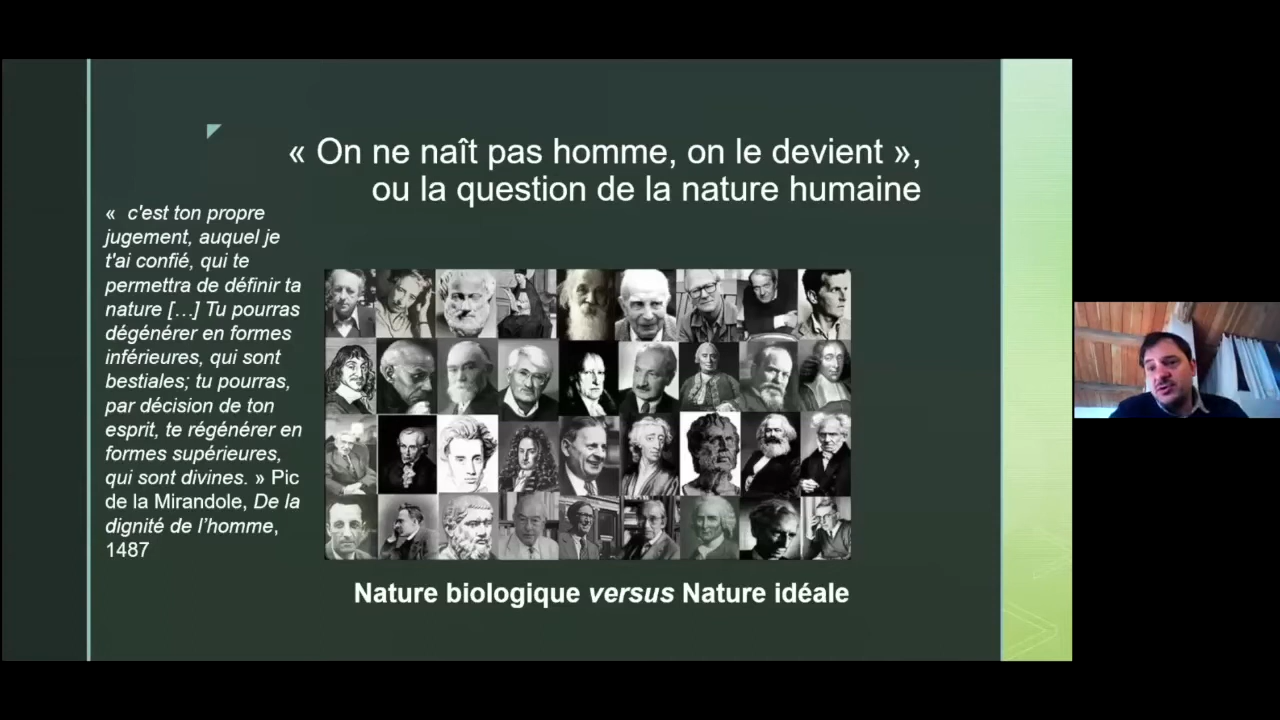 « On ne naît pas homme, on le devient »,
ou la question de la nature humaine
« c'est ton propre
jugement, auquel je
t'ai confié, qui te
permettra de définir ta
nature […] Tu pourras
dégénérer en formes
inférieures, qui sont
bestiales; tu pourras,
par décision de ton
esprit, te régénérer en
formes supérieures,
qui sont divines. » Pic
de la Mirandole, De la
dignité de l’homme,
1487
Nature biologique versus Nature idéale